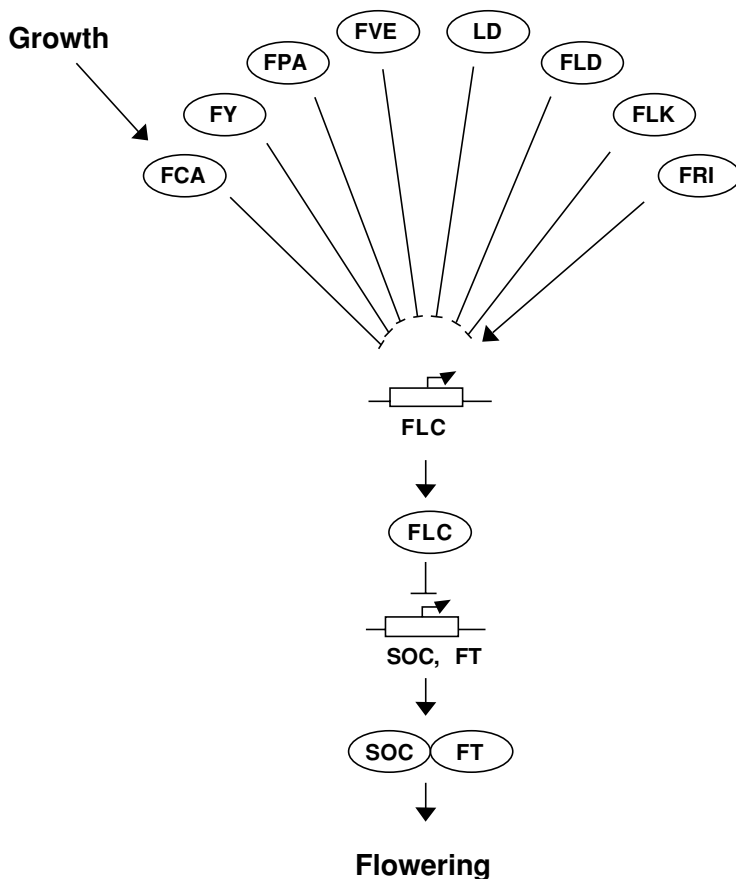 Growth
FCA
FY
FPA
FVE
LD
FLD
FLK
FRI
FLC
FLC
SOC, FT
SOC FT
Flowering